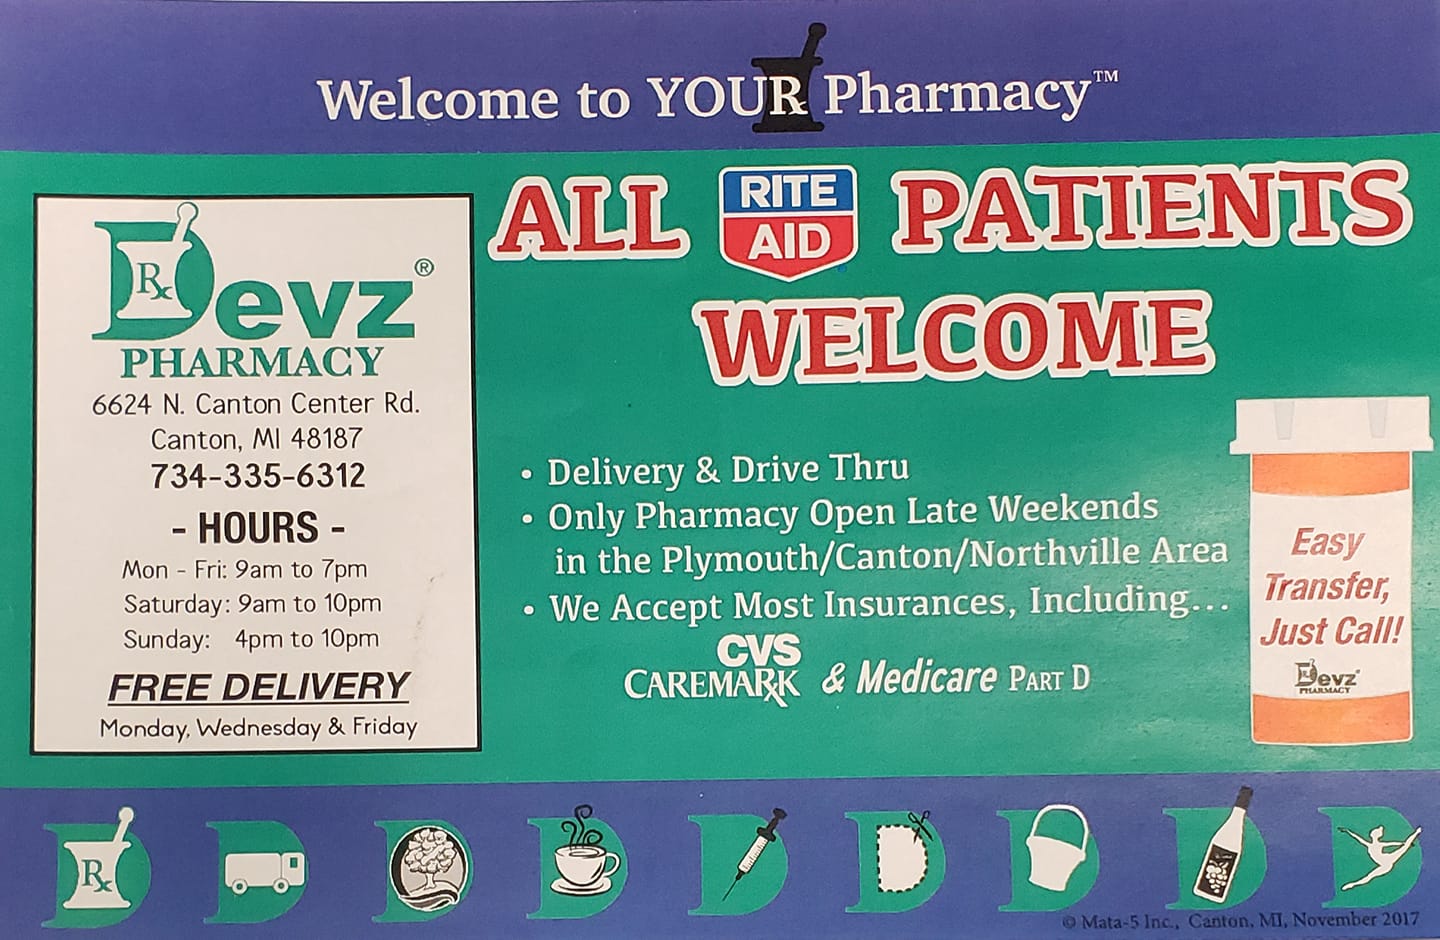 Welcome to YOUR Pharmacy™
ALL RITE AID PATIENTS
WELCOME
Rx
Devz®
PHARMACY
6624 N. Canton Center Rd.
Canton, MI 48187
734-335-6312
- HOURS -
Mon - Fri: 9am to 7pm
Saturday: 9am to 10pm
Sunday: 4pm to 10pm
FREE DELIVERY
Monday, Wednesday & Friday
• Delivery & Drive Thru
• Only Pharmacy Open Late Weekends
in the Plymouth/Canton/Northville Area
• We Accept Most Insurances, Including...
CVS
CAREMARK & Medicare PART D
Easy
Transfer,
Just Call!
Devz
PHARMACY
Rx
© Mata-5 Inc., Canton, MI, November 2017